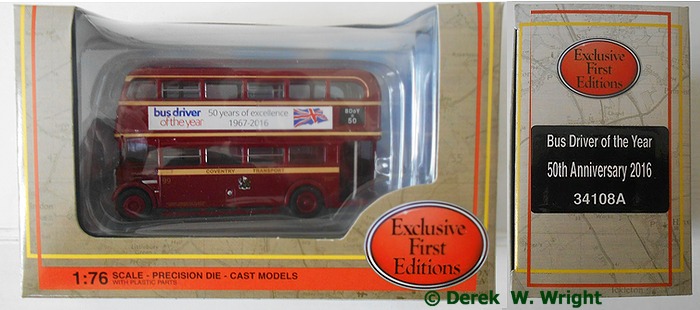 bus driver
of the year
50 years of excellence
1967-2016
BDOY
50
COVENTRY TRANSPORT
99
Exclusive
First
Editions
1:76 SCALE - PRECISION DIE - CAST MODELS
WITH PLASTIC PARTS
Exclusive
First
Editions
Bus Driver of the Year
50th Anniversary 2016
34108A
© Derek W. Wright